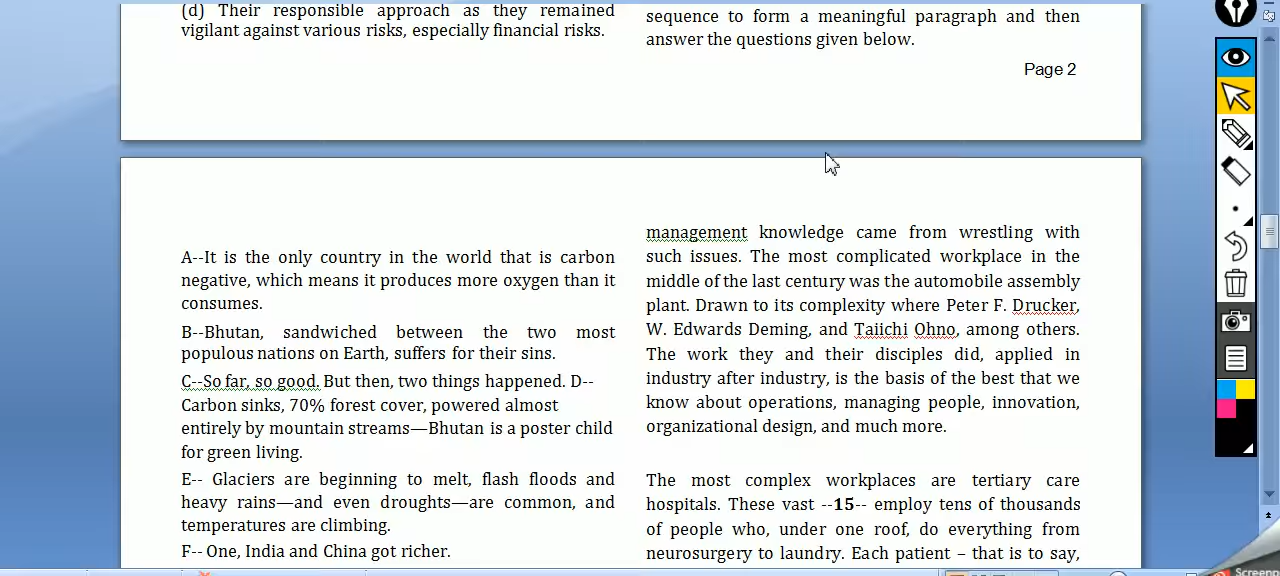 (d) Their responsible approach as they remained
vigilant against various risks, especially financial risks.
sequence to form a meaningful paragraph and then
answer the questions given below.
Page 2
A--It is the only country in the world that is carbon
negative, which means it produces more oxygen than it
consumes.
B--Bhutan, sandwiched between the two most
populous nations on Earth, suffers for their sins.
C--So far, so good. But then, two things happened. D--
Carbon sinks, 70% forest cover, powered almost
entirely by mountain streams—Bhutan is a poster child
for green living.
E-- Glaciers are beginning to melt, flash floods and
heavy rains—and even droughts—are common, and
temperatures are climbing.
F-- One, India and China got richer.
management knowledge came from wrestling with
such issues. The most complicated workplace in the
middle of the last century was the automobile assembly
plant. Drawn to its complexity where Peter F. Drucker,
W. Edwards Deming, and Taiichi Ohno, among others.
The work they and their disciples did, applied in
industry after industry, is the basis of the best that we
know about operations, managing people, innovation,
organizational design, and much more.
The most complex workplaces are tertiary care
hospitals. These vast --15-- employ tens of thousands
of people who, under one roof, do everything from
neurosurgery to laundry. Each patient – that is to say,